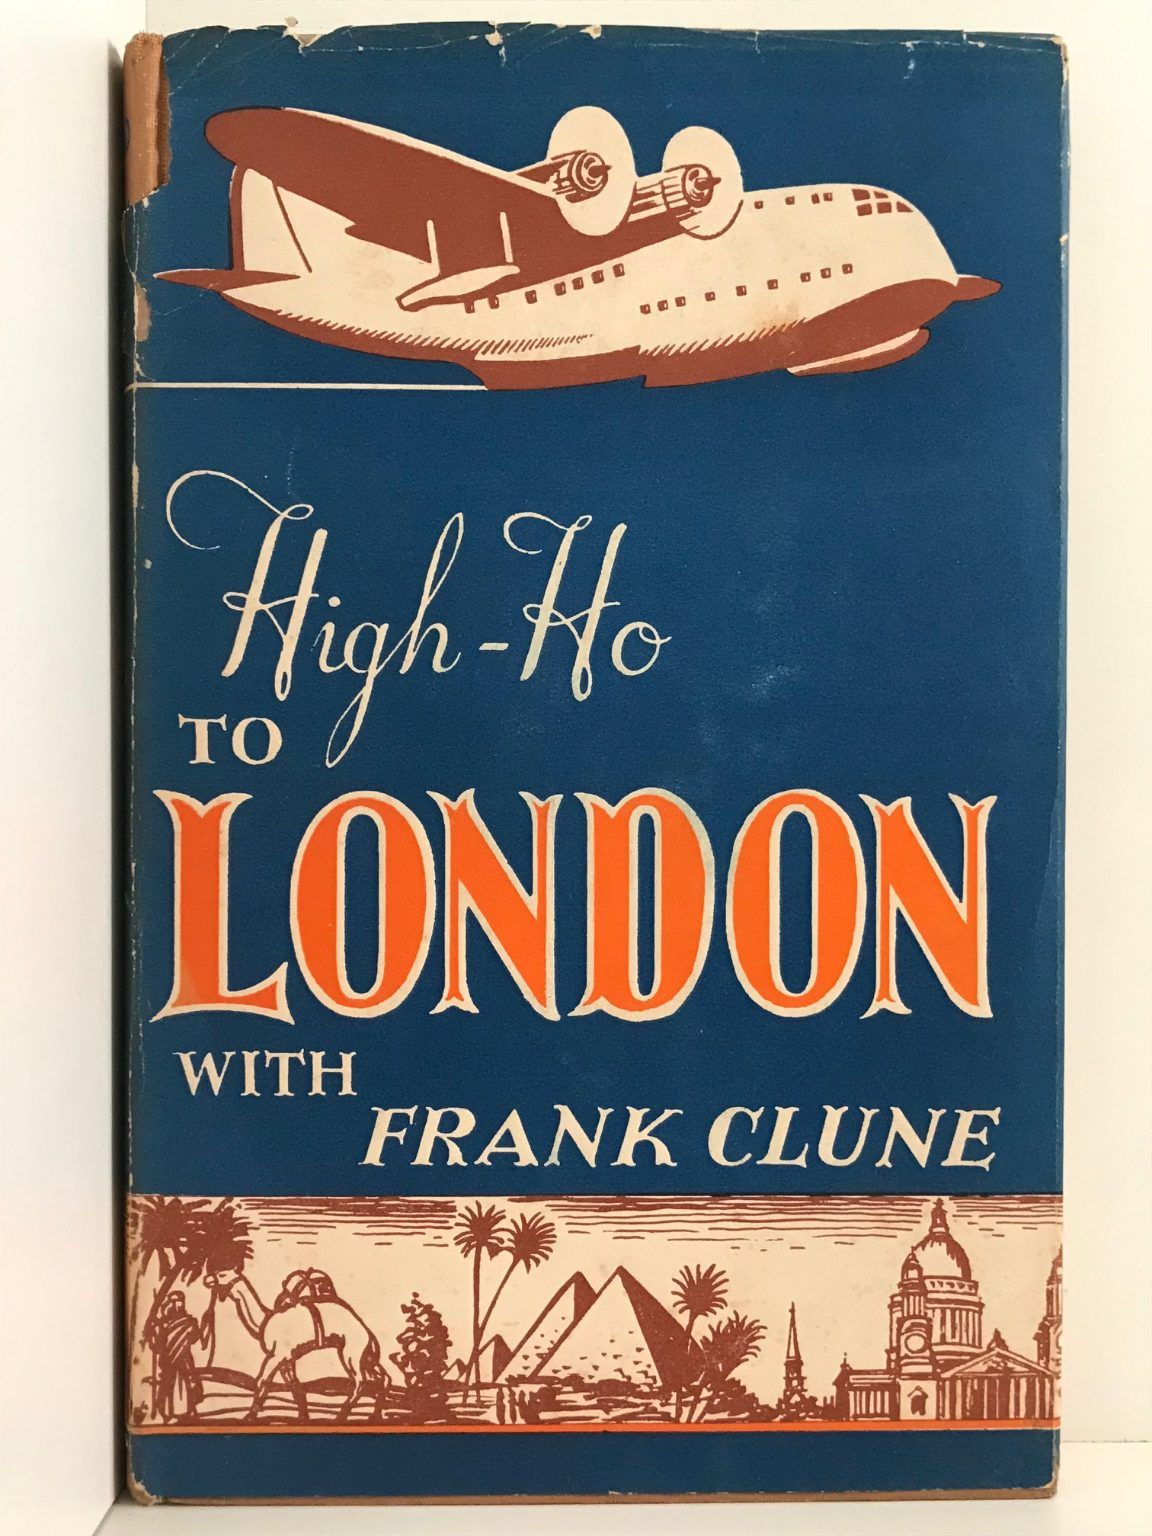 High-Ho
TO
LONDON
WITH
FRANK CLUNE